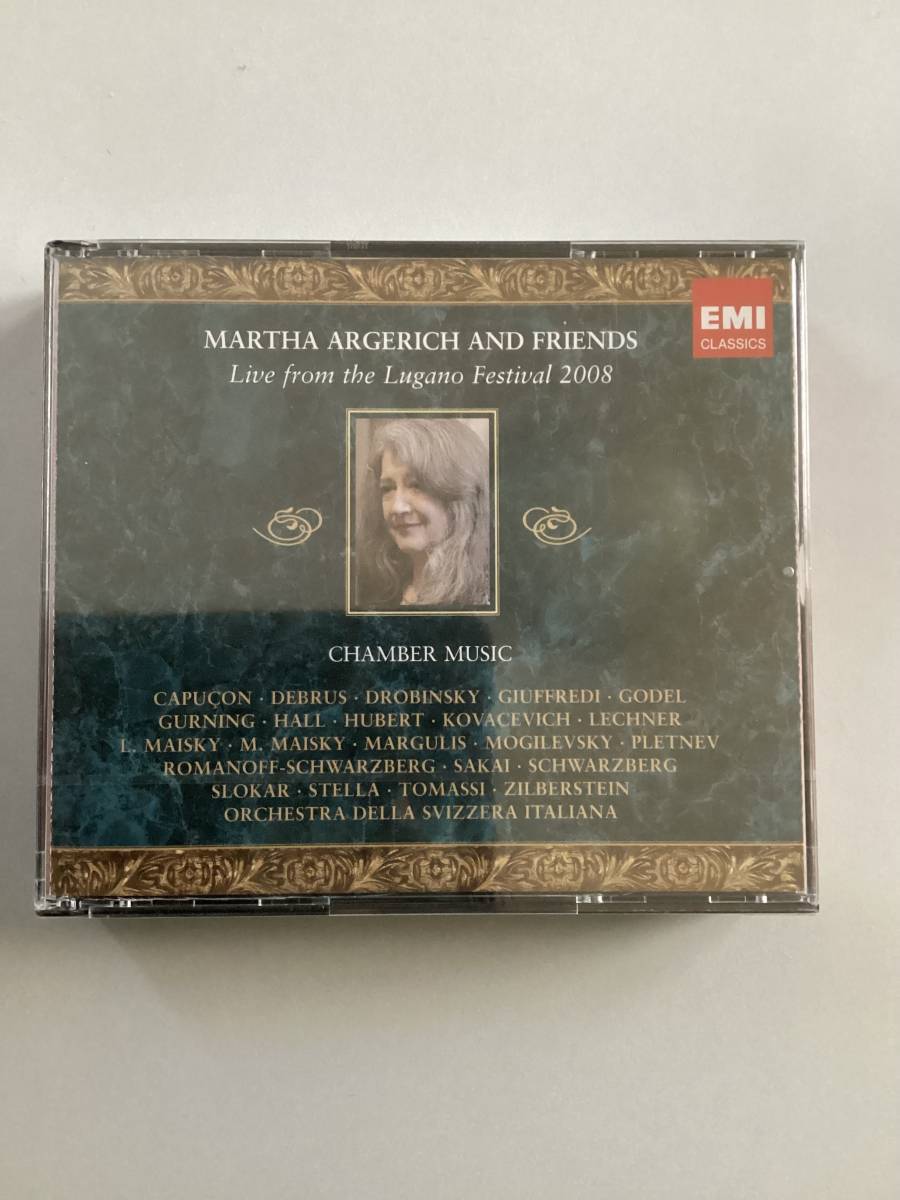 MARTHA ARGERICH AND FRIENDS
Live from the Lugano Festival 2008
EMI
CLASSICS
CHAMBER MUSIC
CAPUÇON · DEBRUS · DROBINSKY · GIUFFREDI · GODEL
GURNING · HALL · HUBERT · KOVACEVICH · LECHNER
L. MAISKY · M. MAISKY · MARGULIS · MOGILEVSKY · PLETNEV
ROMANOFF-SCHWARZBERG · SAKAI · SCHWARZBERG
SLOKAR · STELLA · TOMASSI · ZILBERSTEIN
ORCHESTRA DELLA SVIZZERA ITALIANA